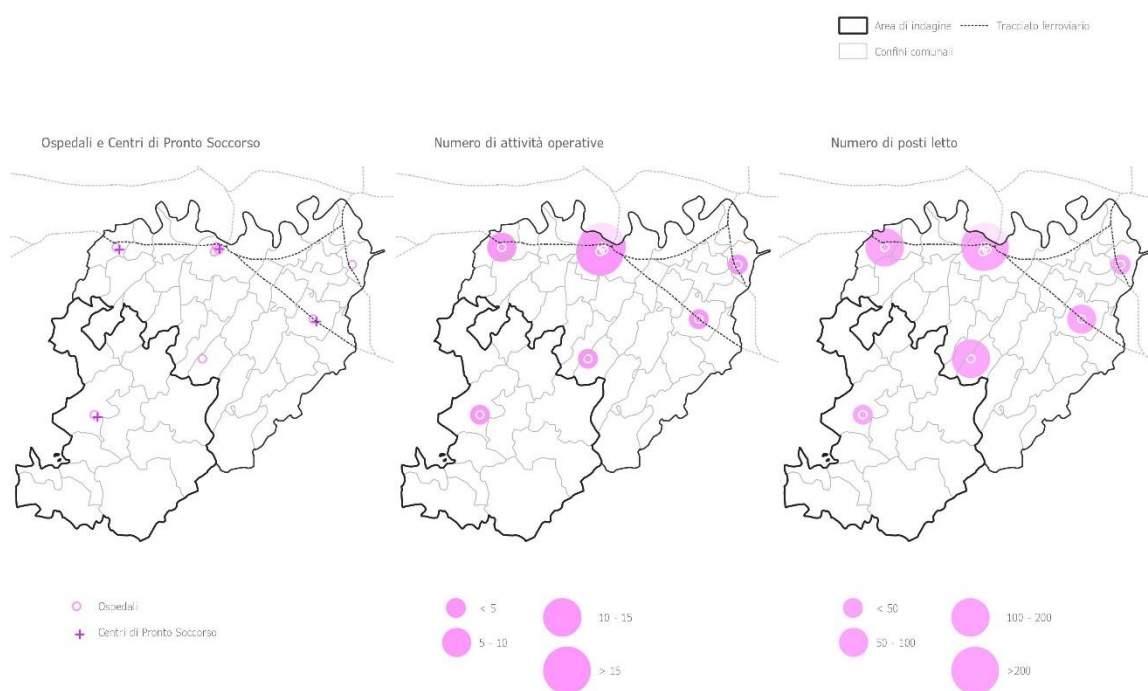 Area di indagine
Tracciato ferroviario
Confini comunali
Ospedali e Centri di Pronto Soccorso
Numero di attività operative
Numero di posti letto
Ospedali
Centri di Pronto Soccorso
< 5
10 - 15
5 - 10
> 15
< 50
100 - 200
50 - 100
>200